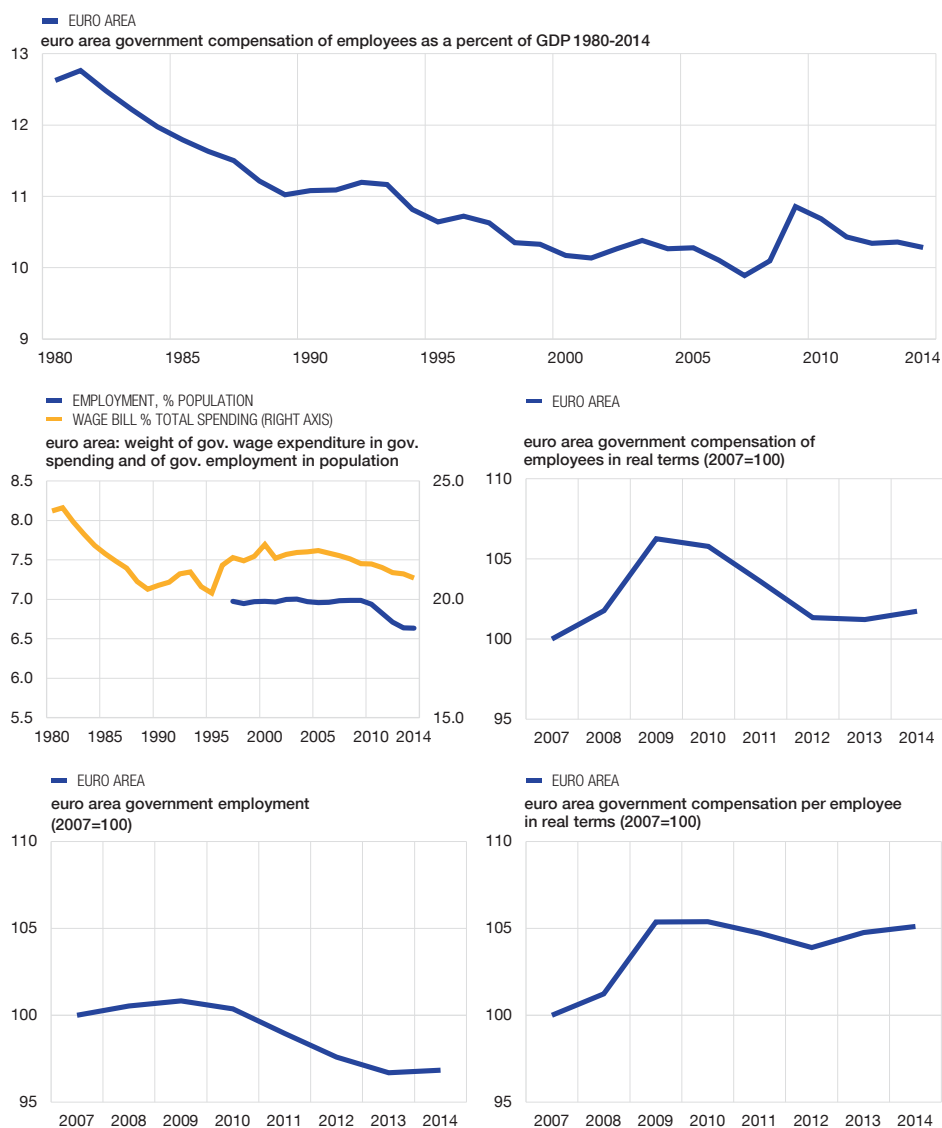 EURO AREA
euro area government compensation of employees as a percent of GDP 1980-2014
13
12
11
10
9
1980 1985 1990 1995 2000 2005 2010 2014
EMPLOYMENT, % POPULATION
WAGE BILL % TOTAL SPENDING (RIGHT AXIS)
euro area: weight of gov. wage expenditure in gov.
spending and of gov. employment in population
8.5 25.0
8.0
7.5
7.0 20.0
6.5
6.0
5.5 15.0
1980 1985 1990 1995 2000 2005 2010 2014
EURO AREA
euro area government compensation of
employees in real terms (2007=100)
110
105
100
95
2007 2008 2009 2010 2011 2012 2013 2014
EURO AREA
euro area government employment
(2007=100)
110
105
100
95
2007 2008 2009 2010 2011 2012 2013 2014
EURO AREA
euro area government compensation per employee
in real terms (2007=100)
110
105
100
95
2007 2008 2009 2010 2011 2012 2013 2014